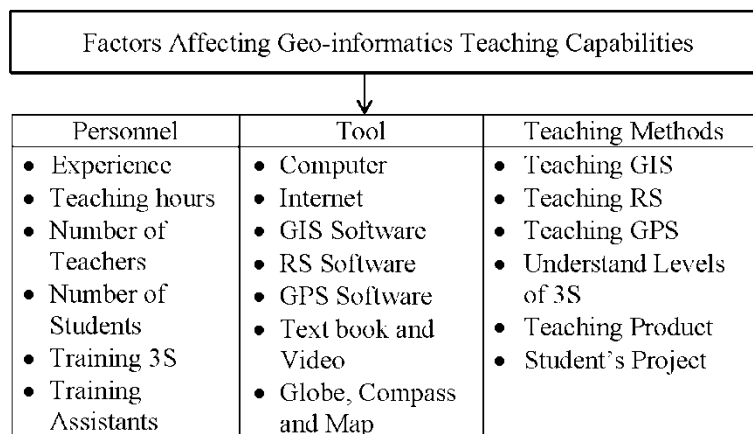 Factors Affecting Geo-informatics Teaching Capabilities
Personnel
• Experience
• Teaching hours
• Number of
Teachers
• Number of
Students
• Training 3S
• Training
Assistants
Tool
• Computer
• Internet
• GIS Software
• RS Software
• GPS Software
• Text book and
Video
• Globe, Compass
and Map
Teaching Methods
• Teaching GIS
• Teaching RS
• Teaching GPS
• Understand Levels
of 3S
• Teaching Product
• Student's Project